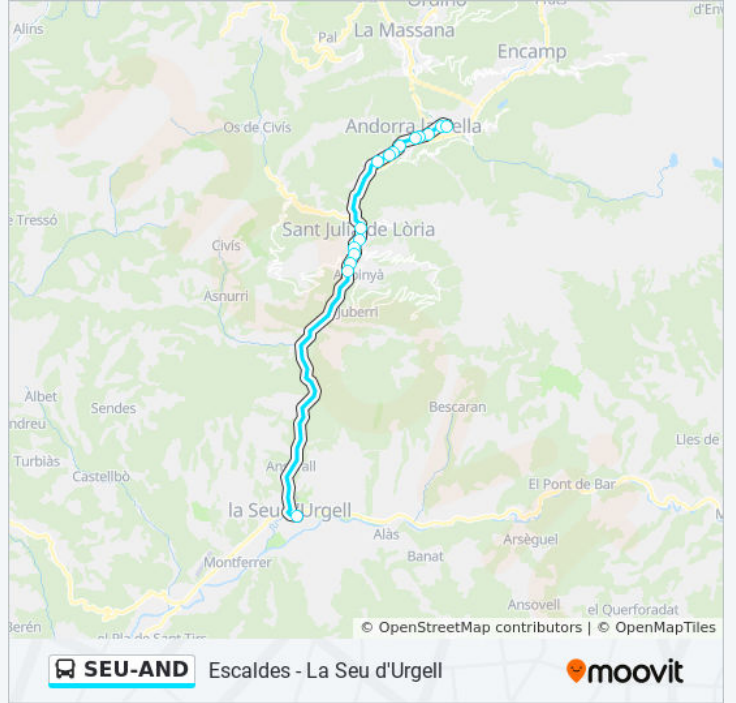 Ordino
d'Env
Alins
Pal
La Massana
Encamp
Os de Civís
Andorra la Vella
Tressó
Sant Julià de Lòria
Civís
Aubinyà
Asnurri
Juberri
Àlbet
Sendes
Bescaran
ndreu
Lles de
Turbiàs
Castellbò
Anserall
El Pont de Bar
la Seu d'Urgell
Alàs
Arsèguel
Banat
Montferrer
Ansovell
el Querforadat
Berén
el Pla de Sant Tirs
© OpenStreetMap contributors | © OpenMapTiles
SEU-AND Escaldes - La Seu d'Urgell
moovit